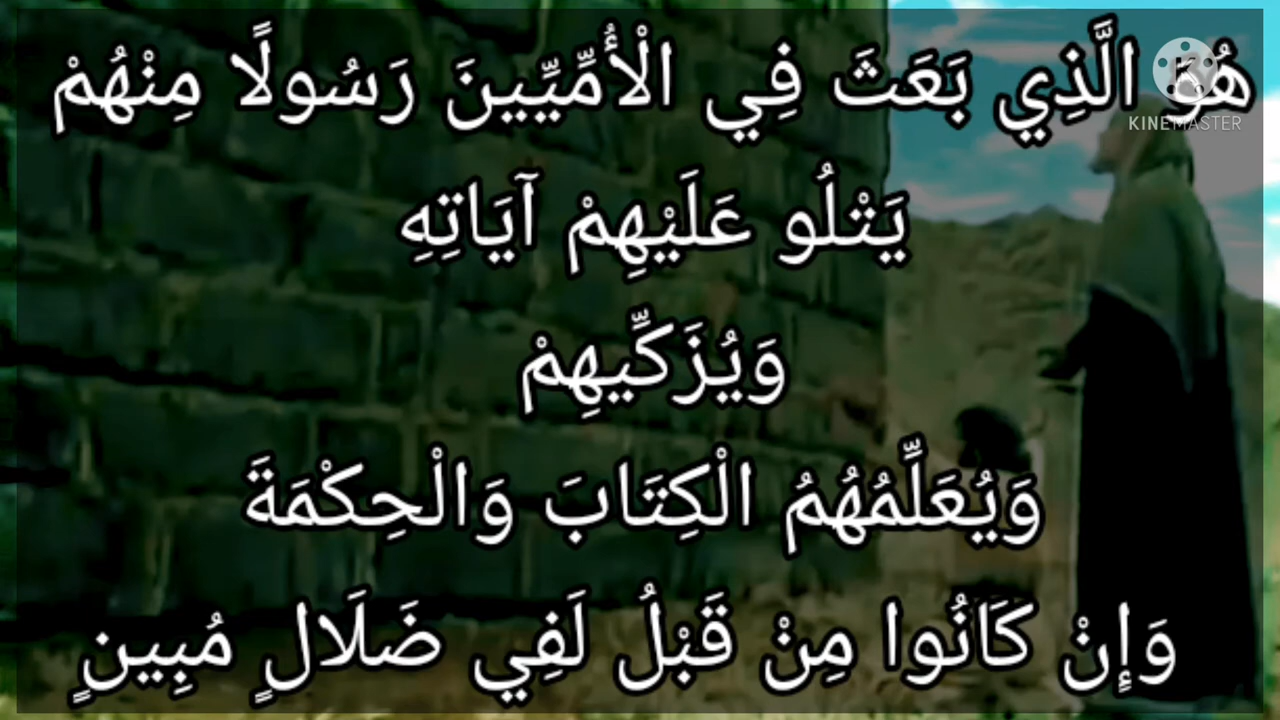 هُوَ الَّذِي بَعَثَ فِي الْأُمِّيِّينَ رَسُولًا مِنْهُمْ
KINEMASTER
يَتْلُو عَلَيْهِمْ آيَاتِهِ
وَيُزَكِّيهِمْ
وَيُعَلِّمُهُمُ الْكِتَابَ وَالْحِكْمَةَ
وَإِنْ كَانُوا مِنْ قَبْلُ لَفِي ضَلَالٍ مُبِينٍ